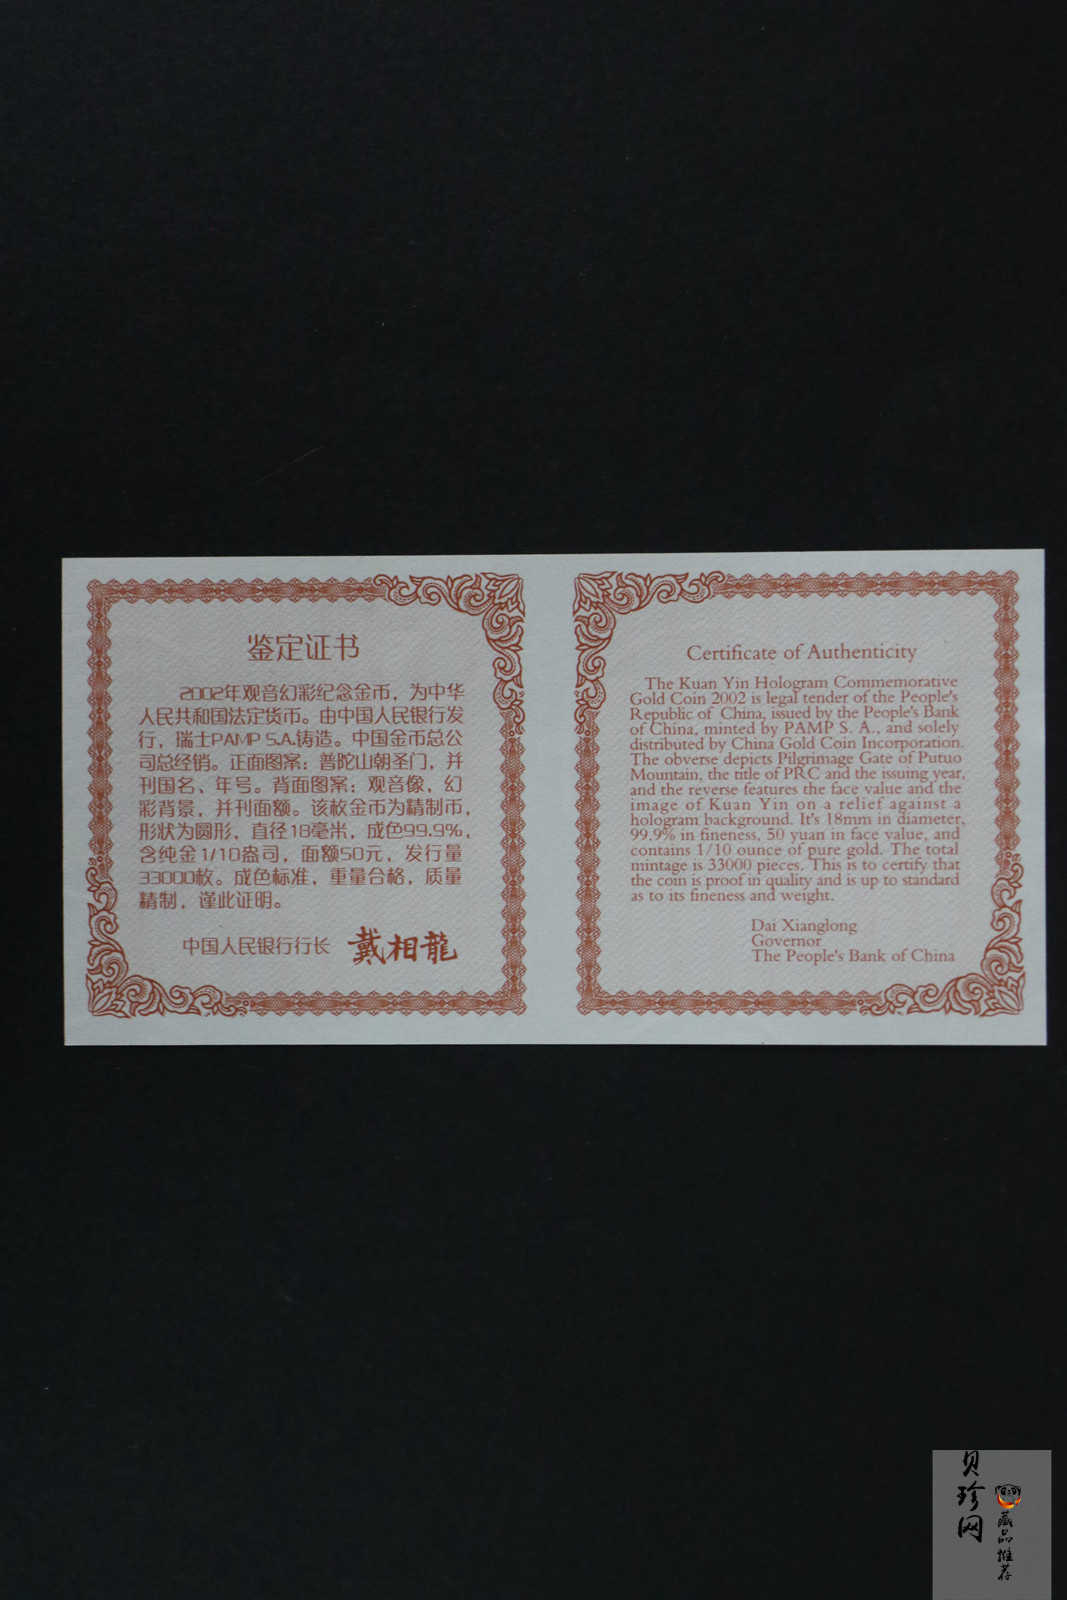 鉴定证书
2002年观音幻彩纪念金币，为中华
人民共和国法定货币。由中国人民银行发
行，瑞士PAMP S.A.铸造。中国金币总公
司总经销。正面图案：普陀山朝圣门，并
刊国名、年号。背面图案：观音像，幻
彩背景，并刊面额。该枚金币为精制币，
形状为圆形，直径18毫米，成色99.9%，
含纯金1/10盎司，面额50元，发行量
33000枚。成色标准，重量合格，质量
精制，谨此证明。
中国人民银行行长 戴相龍
Certificate of Authenticity
The Kuan Yin Hologram Commemorative
Gold Coin 2002 is legal tender of the People's
Republic of China, issued by the People's Bank
of China, minted by PAMP S. A., and solely
distributed by China Gold Coin Incorporation.
The obverse depicts Pilgrimage Gate of Putuo
Mountain, the title of PRC and the issuing year,
and the reverse features the face value and the
image of Kuan Yin on a relief against a
hologram background. It's 18mm in diameter,
99.9% in fineness, 50 yuan in face value, and
contains 1/10 ounce of pure gold. The total
mintage is 33000 pieces. This is to certify that
the coin is proof in quality and is up to standard
as to its fineness and weight.
Dai Xianglong
Governor
The People's Bank of China
贝珍网
藏品推荐